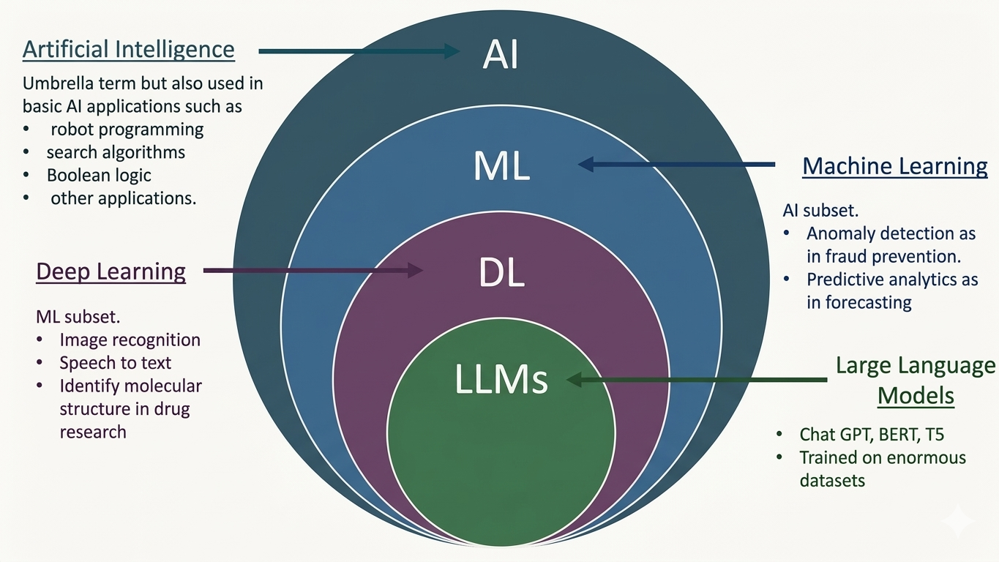 Artificial Intelligence
Umbrella term but also used in
basic AI applications such as
• robot programming
• search algorithms
• Boolean logic
• other applications.
AI
ML
Machine Learning
AI subset.
• Anomaly detection as
in fraud prevention.
• Predictive analytics as
in forecasting
Deep Learning
ML subset.
• Image recognition
• Speech to text
• Identify molecular
structure in drug
research
DL
LLMs
Large Language
Models
• Chat GPT, BERT, T5
• Trained on enormous
datasets